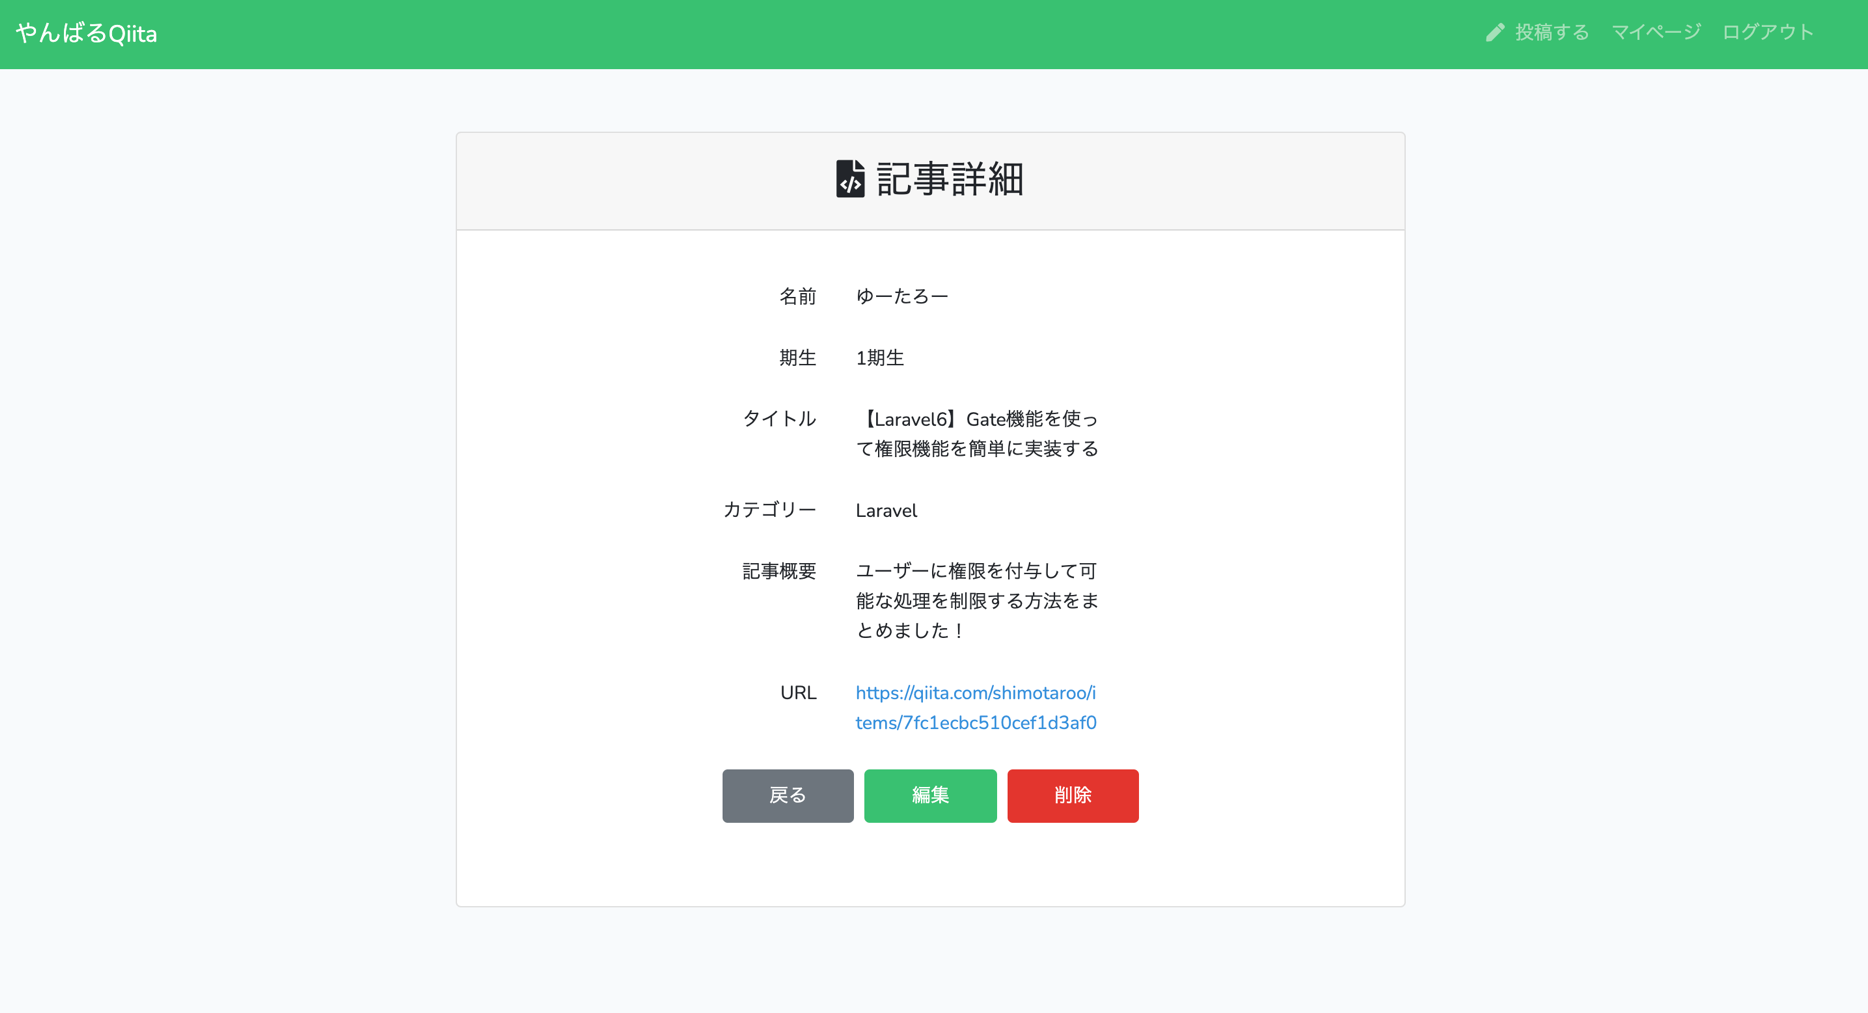 やんばるQiita
投稿する マイページ ログアウト
記事詳細
名前 ゆーたろー
期生 1期生
タイトル 【Laravel6】Gate機能を使っ
て権限機能を簡単に実装する
カテゴリー Laravel
記事概要 ユーザーに権限を付与して可
能な処理を制限する方法をま
とめました！
URL https://qiita.com/shimotaroo/i
tems/7fc1ecbc510cef1d3af0
戻る 編集 削除